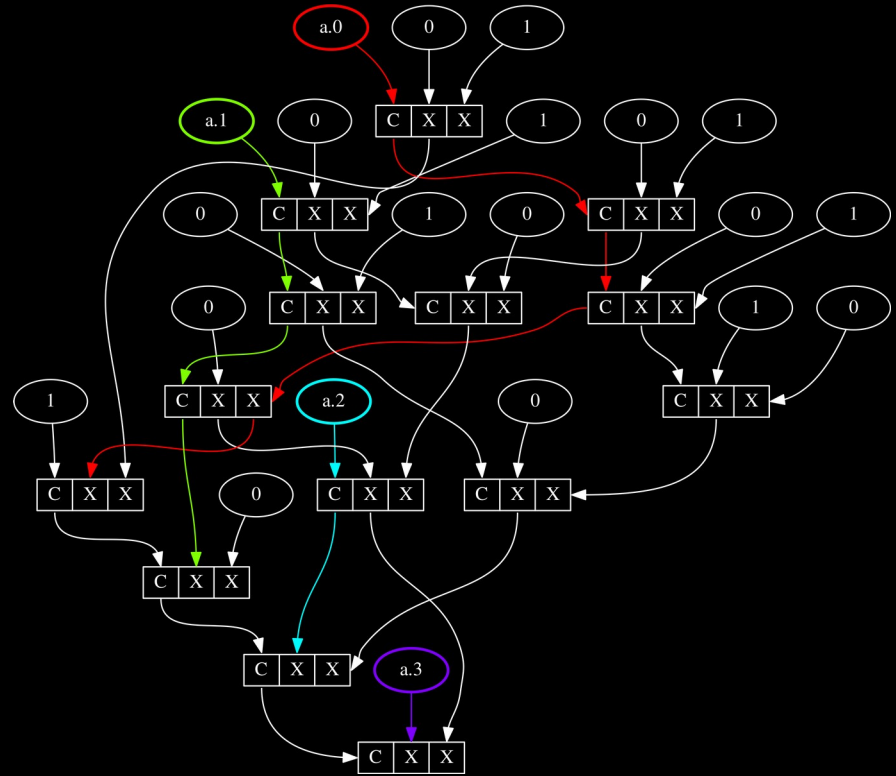 a.0 0 1
C X X
a.1 0 1 0 1
C X X C X X
0 1 0 0 1
C X X C X X C X X
0 1 0
1 C X X a.2 0 C X X
C X X C X X C X X
0
C X X
C X X a.3
C X X